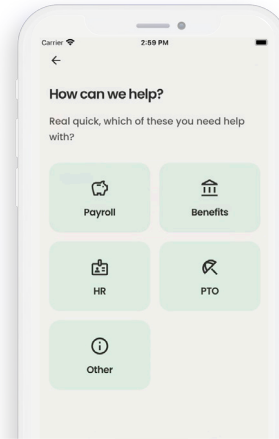 Carrier 2:59 PM
How can we help?
Real quick, which of these you need help
with?
Payroll Benefits
HR PTO
Other